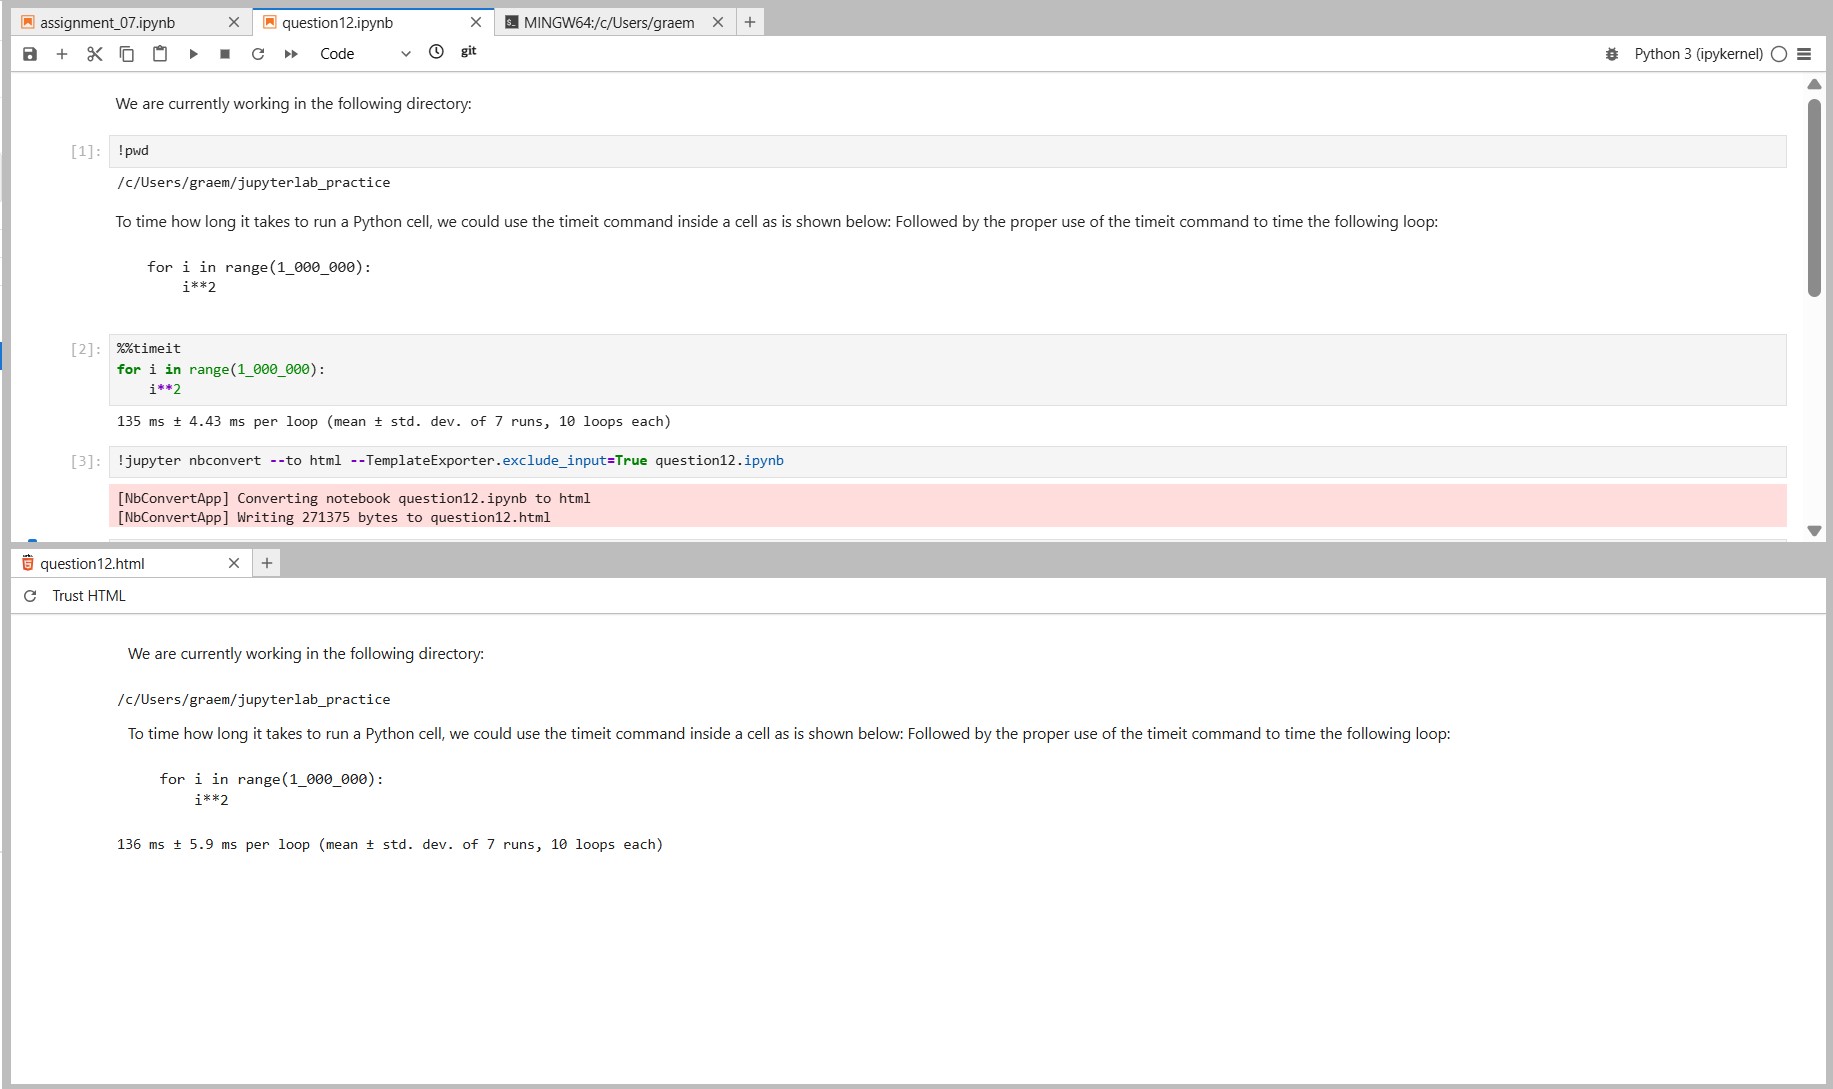 assignment_07.ipynb
question12.ipynb
MINGW64:/c/Users/graem
Code
git
Python 3 (ipykernel)
We are currently working in the following directory:
[1]:
!pwd
/c/Users/graem/jupyterlab_practice
To time how long it takes to run a Python cell, we could use the timeit command inside a cell as is shown below: Followed by the proper use of the timeit command to time the following loop:
for i in range(1_000_000):
    i**2
[2]:
%%timeit
for i in range(1_000_000):
    i**2
135 ms ± 4.43 ms per loop (mean ± std. dev. of 7 runs, 10 loops each)
[3]:
!jupyter nbconvert --to html --TemplateExporter.exclude_input=True question12.ipynb
[NbConvertApp] Converting notebook question12.ipynb to html
[NbConvertApp] Writing 271375 bytes to question12.html
question12.html
Trust HTML
We are currently working in the following directory:
/c/Users/graem/jupyterlab_practice
To time how long it takes to run a Python cell, we could use the timeit command inside a cell as is shown below: Followed by the proper use of the timeit command to time the following loop:
for i in range(1_000_000):
    i**2
136 ms ± 5.9 ms per loop (mean ± std. dev. of 7 runs, 10 loops each)